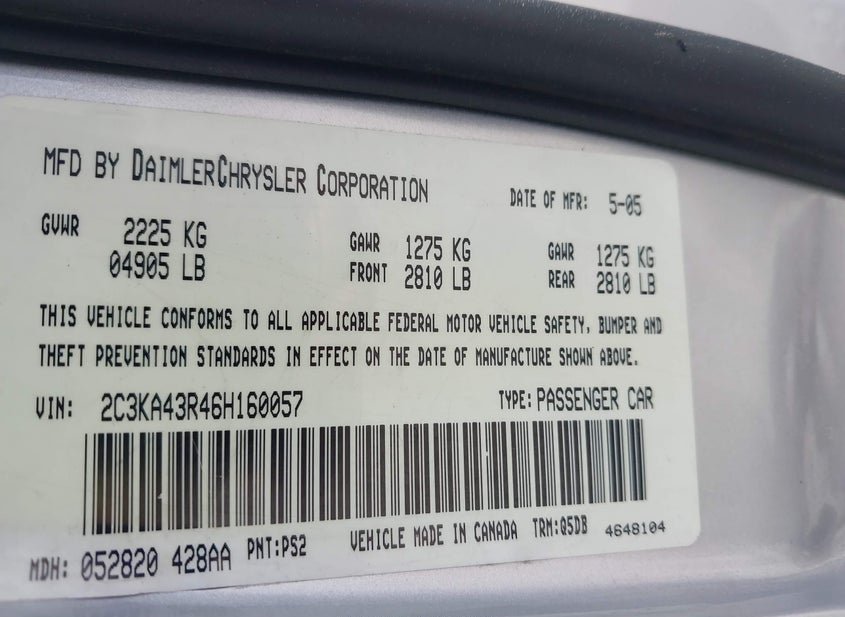 MFD BY DAIMLERCHRYSLER CORPORATION DATE OF MFR: 5-05
GVWR 2225 KG GAWR 1275 KG GAWR 1275 KG
04905 LB FRONT 2810 LB REAR 2810 LB
THIS VEHICLE CONFORMS TO ALL APPLICABLE FEDERAL MOTOR VEHICLE SAFETY, BUMPER AND
THEFT PREVENTION STANDARDS IN EFFECT ON THE DATE OF MANUFACTURE SHOWN ABOVE.
VIN: 2C3KA43R46H160057 TYPE: PASSENGER CAR
MDH: 052820 428AA PNT:PS2 VEHICLE MADE IN CANADA TRM:Q5DB 4648104